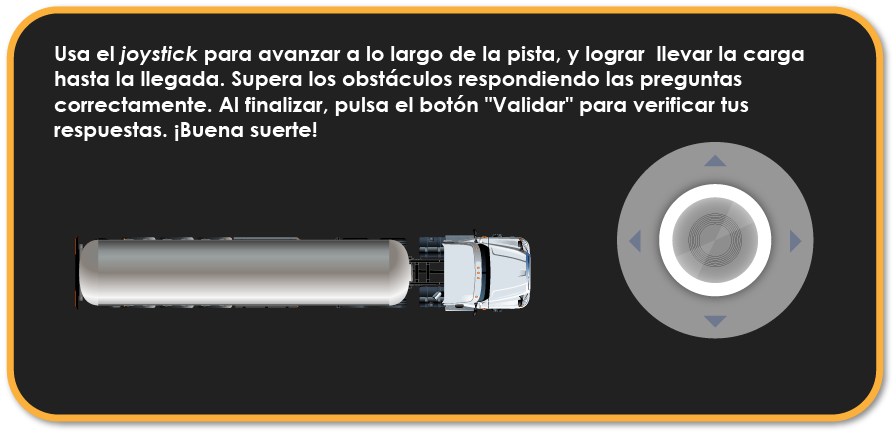 Usa el joystick para avanzar a lo largo de la pista, y lograr llevar la carga
hasta la llegada. Supera los obstáculos respondiendo las preguntas
correctamente. Al finalizar, pulsa el botón "Validar" para verificar tus
respuestas. ¡Buena suerte!